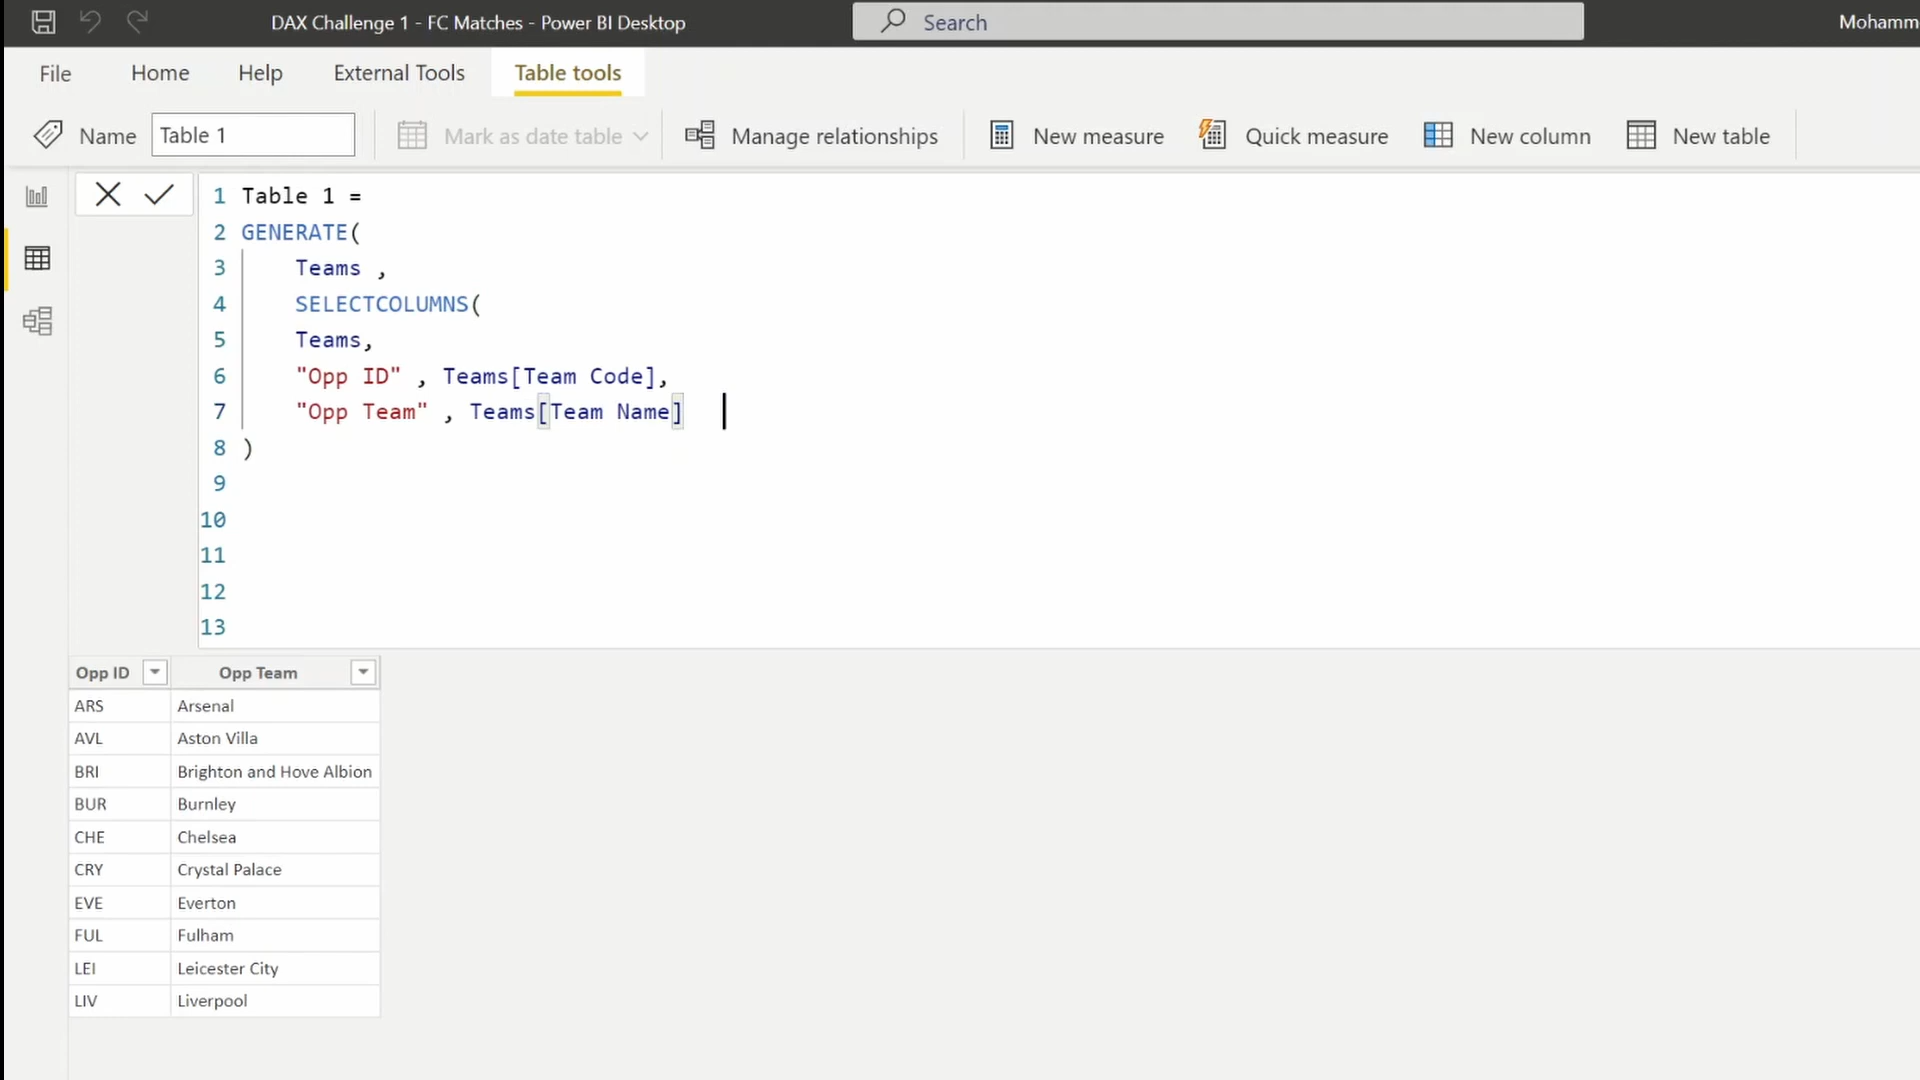 DAX Challenge 1 - FC Matches - Power BI Desktop
Search
Mohamm
File
Home
Help
External Tools
Table tools
Name
Table 1
Mark as date table
Manage relationships
New measure
Quick measure
New column
New table
1 Table 1 =
2 GENERATE(
3 Teams ,
4 SELECTCOLUMNS(
5 Teams,
6 "Opp ID" , Teams[Team Code],
7 "Opp Team" , Teams[Team Name]
8 )
9
10
11
12
13
Opp ID Opp Team
ARS Arsenal
AVL Aston Villa
BRI Brighton and Hove Albion
BUR Burnley
CHE Chelsea
CRY Crystal Palace
EVE Everton
FUL Fulham
LEI Leicester City
LIV Liverpool